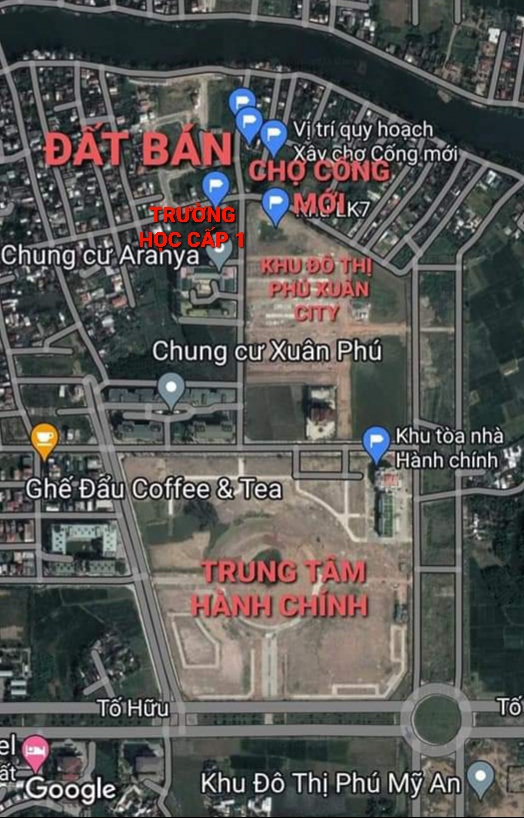 Vị trí quy hoạch
Xây chợ Cống mới
ĐẤT BÁN
CHỢ CỐNG
MỚI
LK7
TRƯỜNG
HỌC CẤP 1
Chung cư Aranya
KHU ĐÔ THỊ
PHÚ XUÂN
CITY
Chung cư Xuân Phú
Khu tòa nhà
Hành chính
Ghế Đẩu Coffee & Tea
TRUNG TÂM
HÀNH CHÍNH
Tố Hữu
Tố
el
ất
Google
Khu Đô Thị Phú Mỹ An